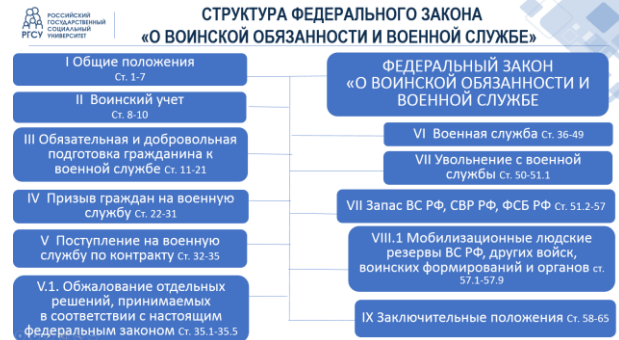 РОССИЙСКИЙ
ГОСУДАРСТВЕННЫЙ
СОЦИАЛЬНЫЙ
УНИВЕРСИТЕТ
РГСУ
СТРУКТУРА ФЕДЕРАЛЬНОГО ЗАКОНА
«О ВОИНСКОЙ ОБЯЗАННОСТИ И ВОЕННОЙ СЛУЖБЕ»
I Общие положения
Ст. 1-7
II Воинский учет
Ст. 8-10
III Обязательная и добровольная
подготовка гражданина к
военной службе Ст. 11-21
IV Призыв граждан на военную
службу Ст. 22-31
V Поступление на военную
службу по контракту Ст. 32-35
V.1. Обжалование отдельных
решений, принимаемых
в соответствии с настоящим
федеральным законом Ст. 35.1-35.5
ФЕДЕРАЛЬНЫЙ ЗАКОН
«О ВОИНСКОЙ ОБЯЗАННОСТИ И
ВОЕННОЙ СЛУЖБЕ
VI Военная служба Ст. 36-49
VII Увольнение с военной
службы Ст. 50-51.1
VII Запас ВС РФ, СВР РФ, ФСБ РФ Ст. 51.2-57
VIII.1 Мобилизационные людские
резервы ВС РФ, других войск,
воинских формирований и органов ст.
57.1-57.9
IX Заключительные положения Ст. 58-65